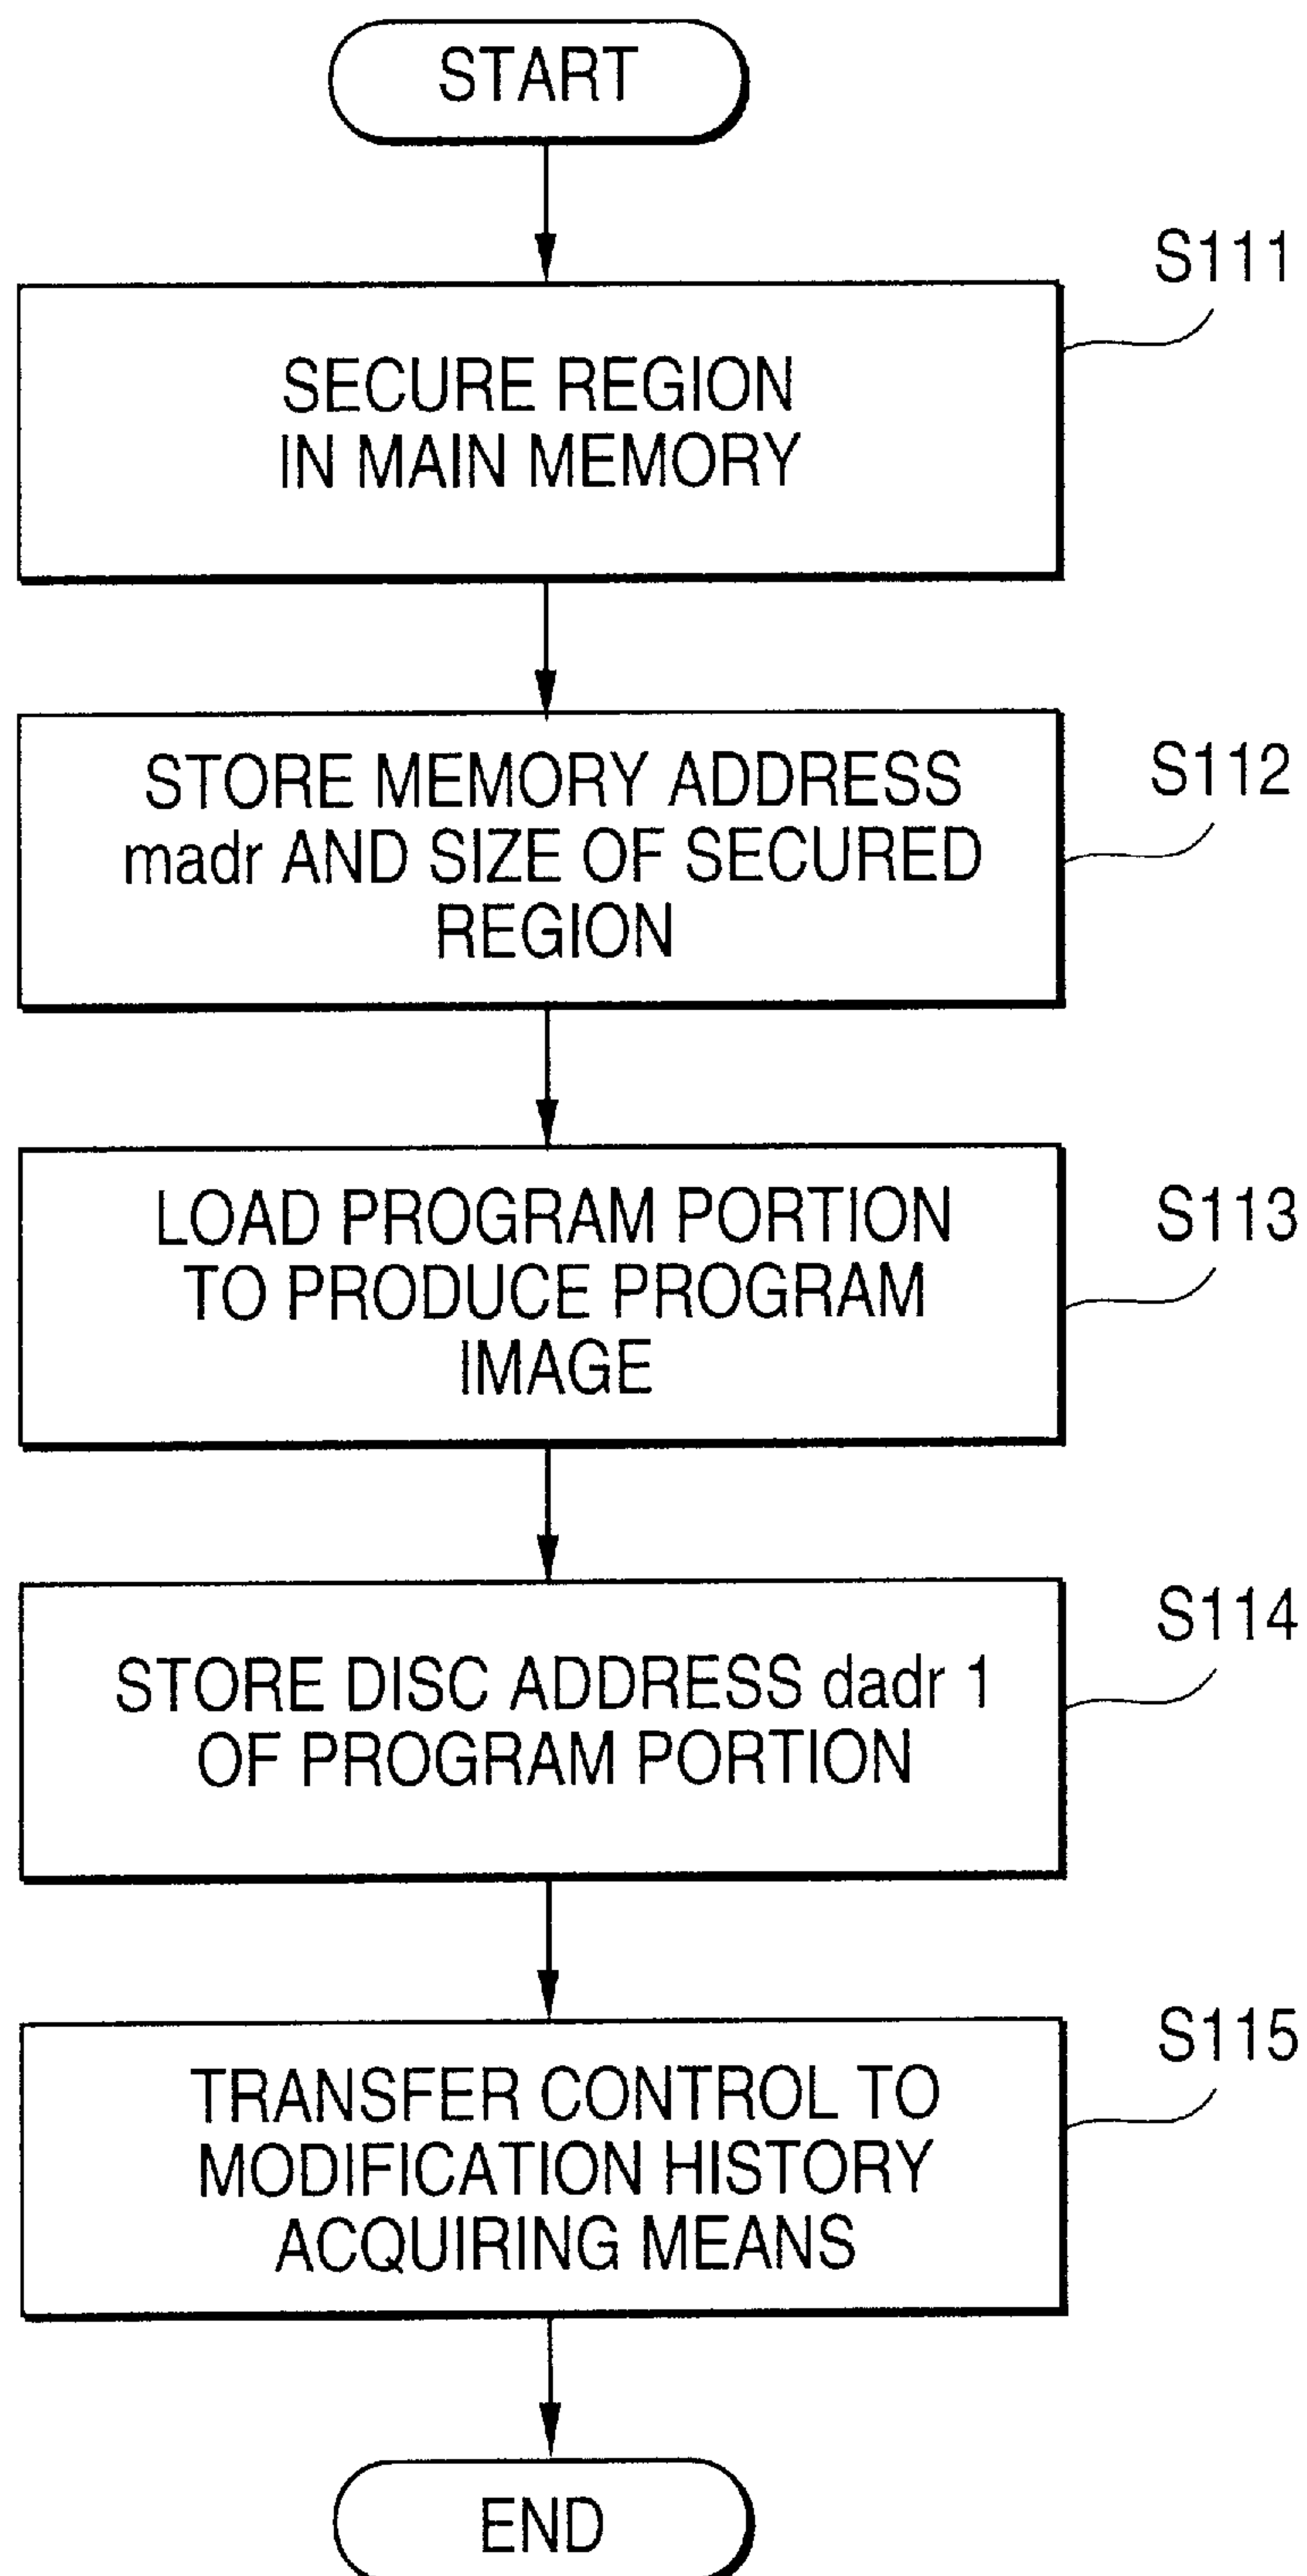 START
S111
SECURE REGION
IN MAIN MEMORY
S112
STORE MEMORY ADDRESS
madr AND SIZE OF SECURED
REGION
S113
LOAD PROGRAM PORTION
TO PRODUCE PROGRAM
IMAGE
S114
STORE DISC ADDRESS dadr 1
OF PROGRAM PORTION
S115
TRANSFER CONTROL TO
MODIFICATION HISTORY
ACQUIRING MEANS
END